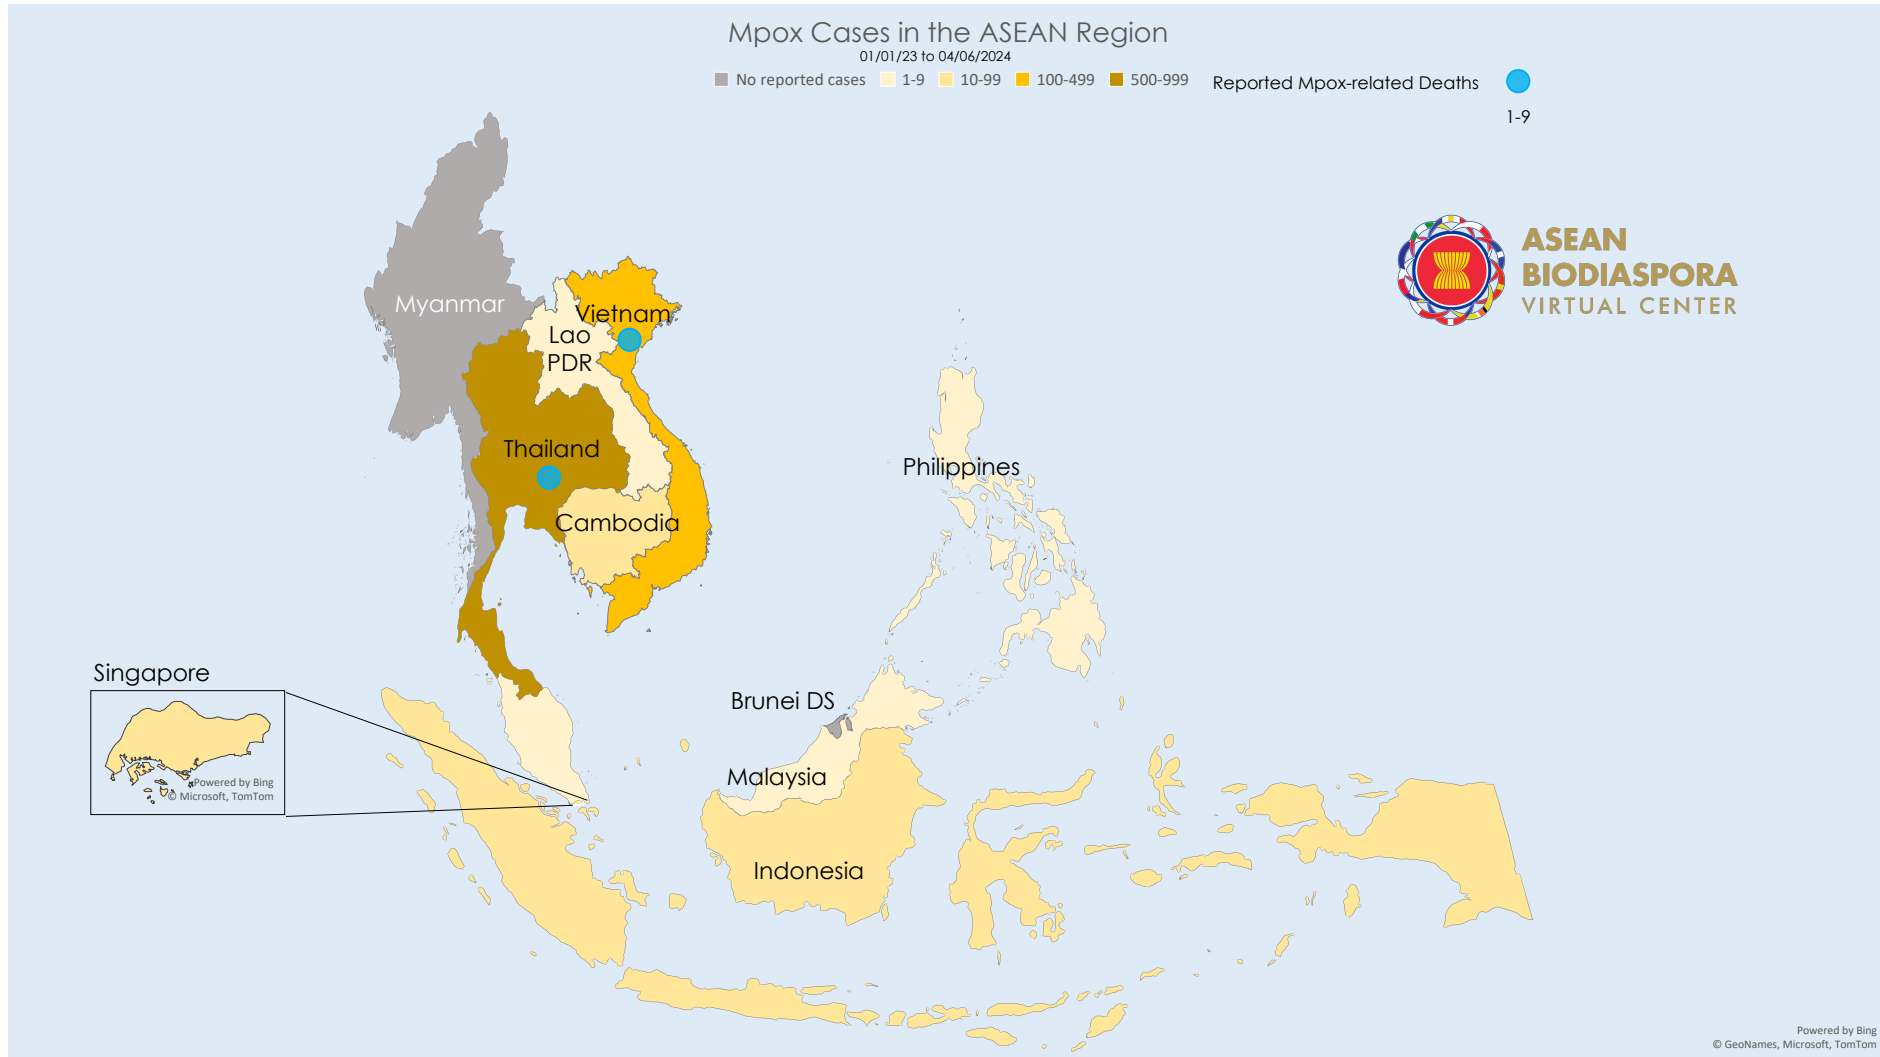 Mpox Cases in the ASEAN Region
01/01/23 to 04/06/2024
No reported cases 1-9 10-99 100-499 500-999 Reported Mpox-related Deaths
1-9
ASEAN
BIODIASPORA
VIRTUAL CENTER
Myanmar
Vietnam
Lao
PDR
Thailand
Philippines
Cambodia
Singapore
Powered by Bing
© Microsoft, TomTom
Brunei DS
Malaysia
Indonesia
Powered by Bing
© GeoNames, Microsoft, TomTom